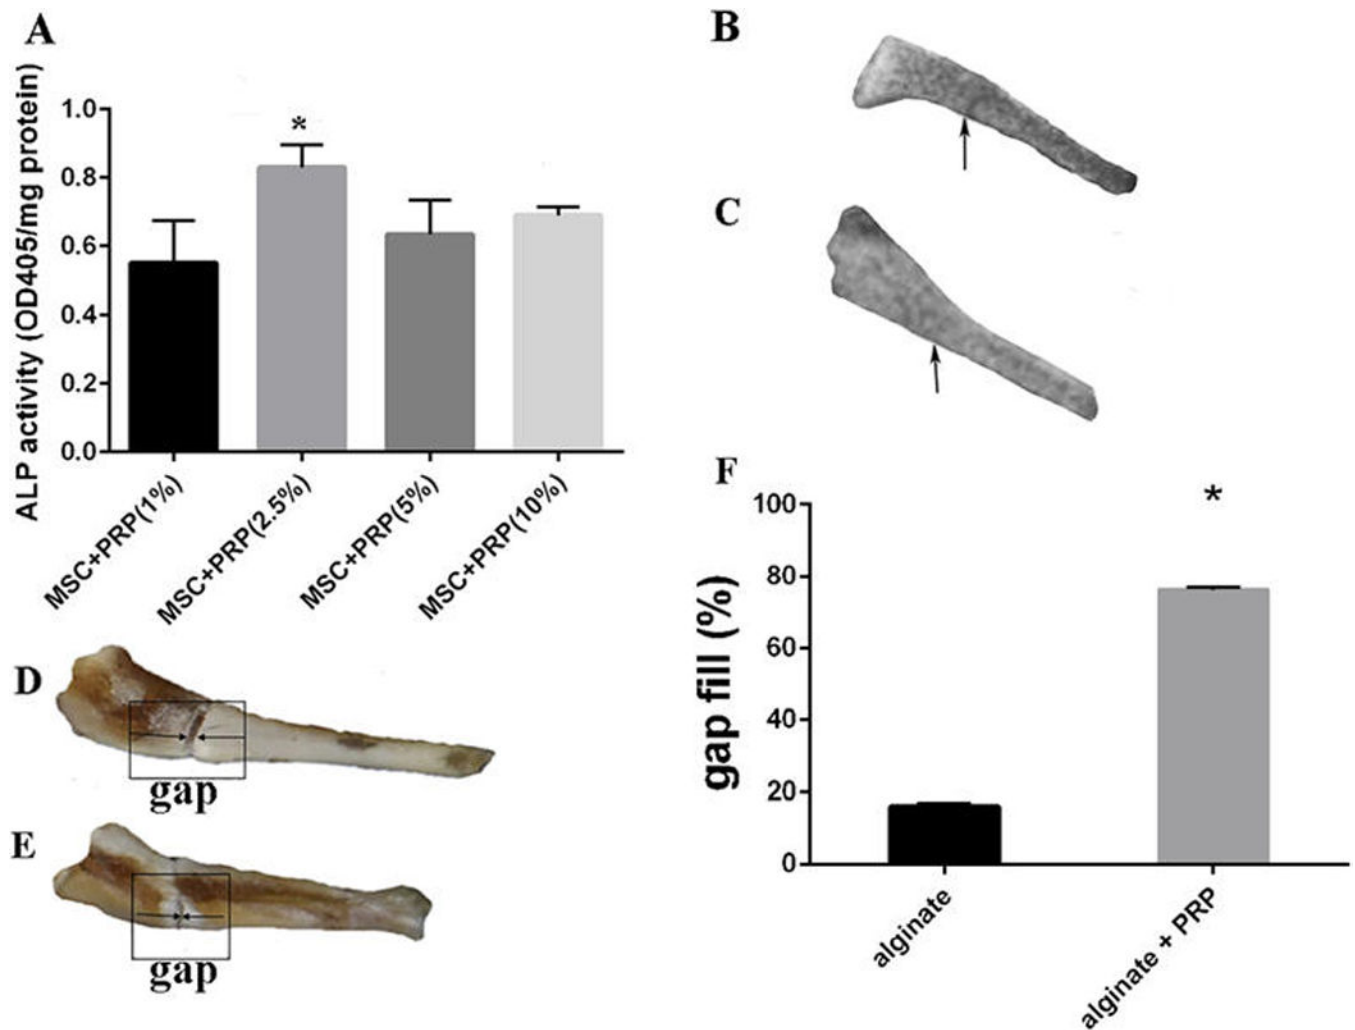 A
ALP activity (OD405/mg protein)
1.0
0.8
0.6
0.4
0.2
0.0
*
MSC+PRP(1%)
MSC+PRP(2.5%)
MSC+PRP(5%)
MSC+PRP(10%)
B
C
D
gap
E
gap
F
gap fill (%)
100
80
60
40
20
0
*
alginate
alginate + PRP